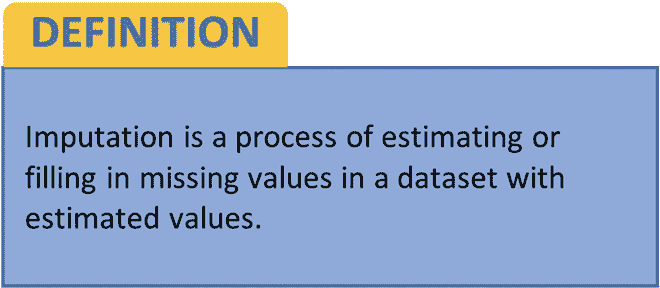 DEFINITION
Imputation is a process of estimating or
filling in missing values in a dataset with
estimated values.